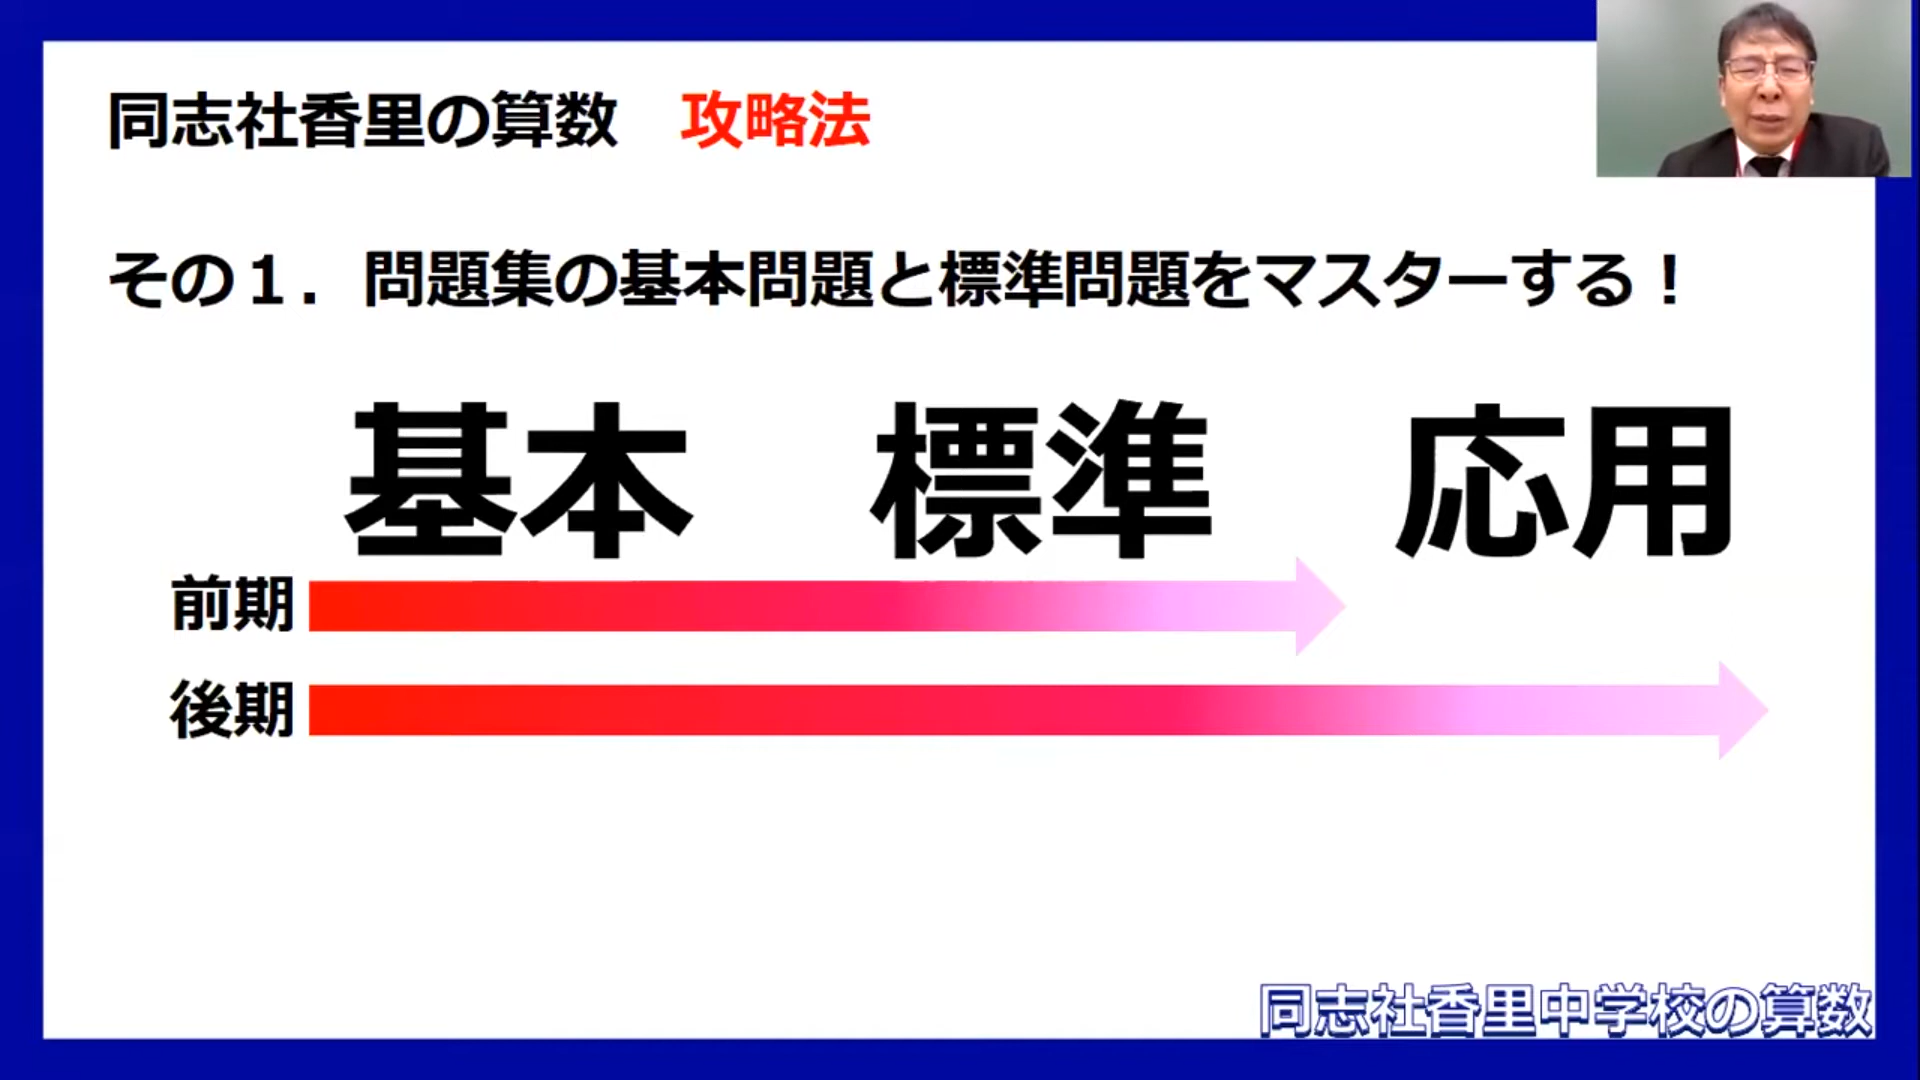 同志社香里の算数　攻略法
その１．問題集の基本問題と標準問題をマスターする！
基本　標準　応用
前期
後期
同志社香里中学校の算数